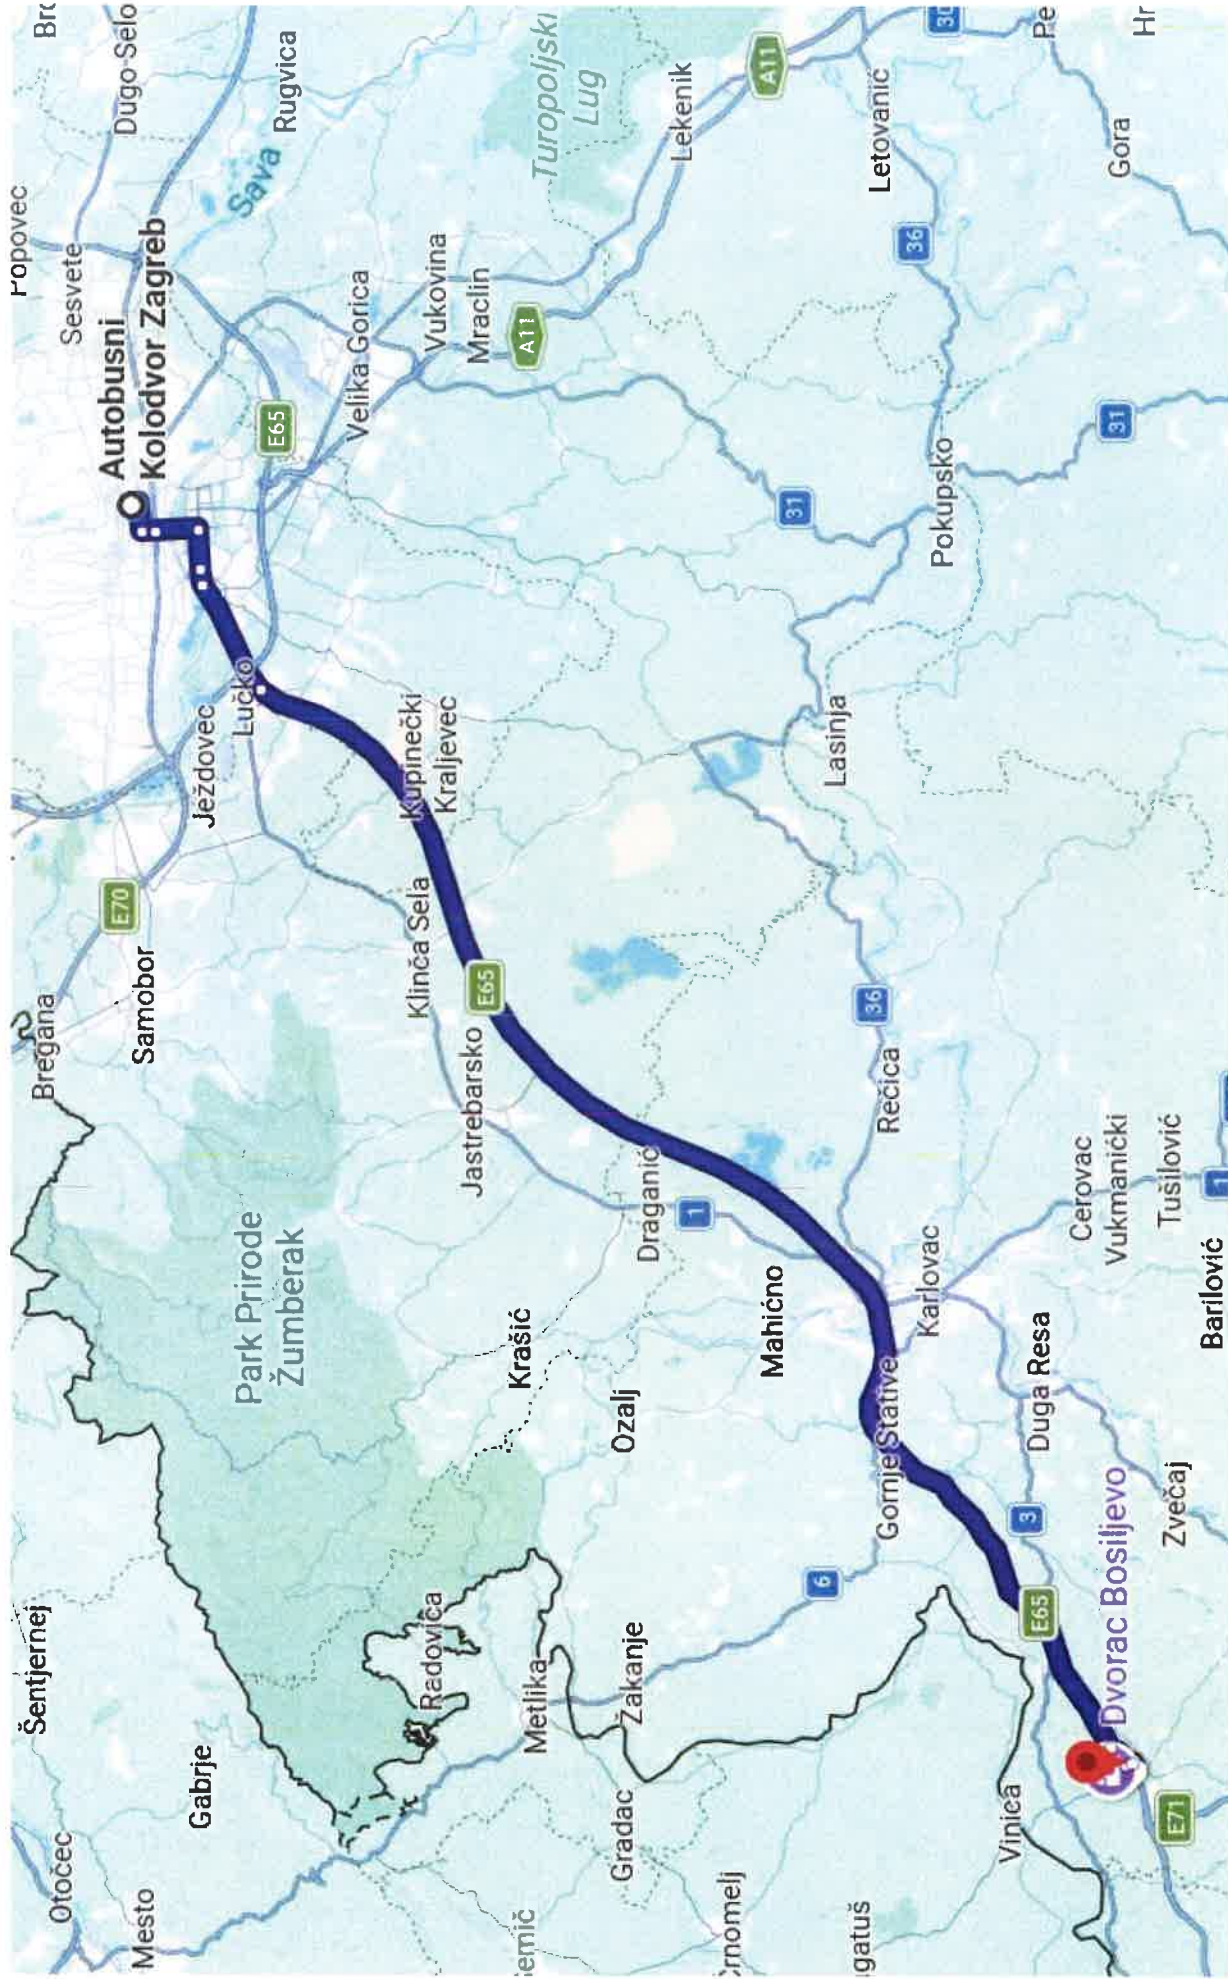 Otočec
Mesto
Šentjernej
Gabrje
Bregana
Samobor
E70
Popovec
Sesvete
Dugo-Selo
Rugvica
Sava
Autobusni
Kolodvor Zagreb
Ježdovec
Lučko
E65
Velika Gorica
Vukovina
Mraclin
A11
Turopoljski
Lug
Lekenik
A11
Park Prirode
Žumberak
Radovica
Metlika
Kupinečki
Kraljevec
Klinča Sela
E65
Jastrebarsko
Krašić
Ozalj
Žakanje
Gradac
Draganić
1
Mahićno
6
31
Letovanić
30
36
Pokupsko
31
Lasinja
36
Rečica
Karlovac
Gornje Stative
Duga Resa
3
E65
Vinica
Dvorac Bosiljevo
E71
Zvečaj
Cerovac
Vukmanički
Tušilović
1
Barilović
Gora